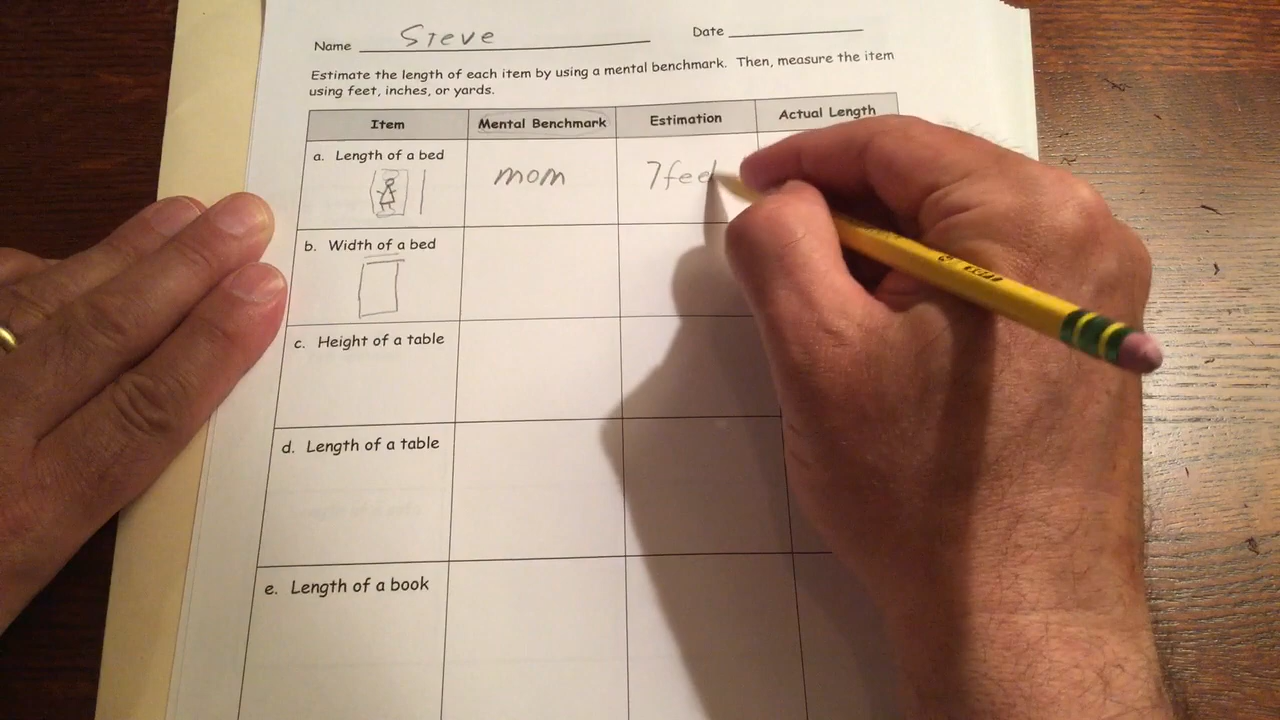 Name Steve Date
Estimate the length of each item by using a mental benchmark. Then, measure the item
using feet, inches, or yards.
Item Mental Benchmark Estimation Actual Length
a. Length of a bed mom 7 feet
b. Width of a bed
c. Height of a table
d. Length of a table
e. Length of a book